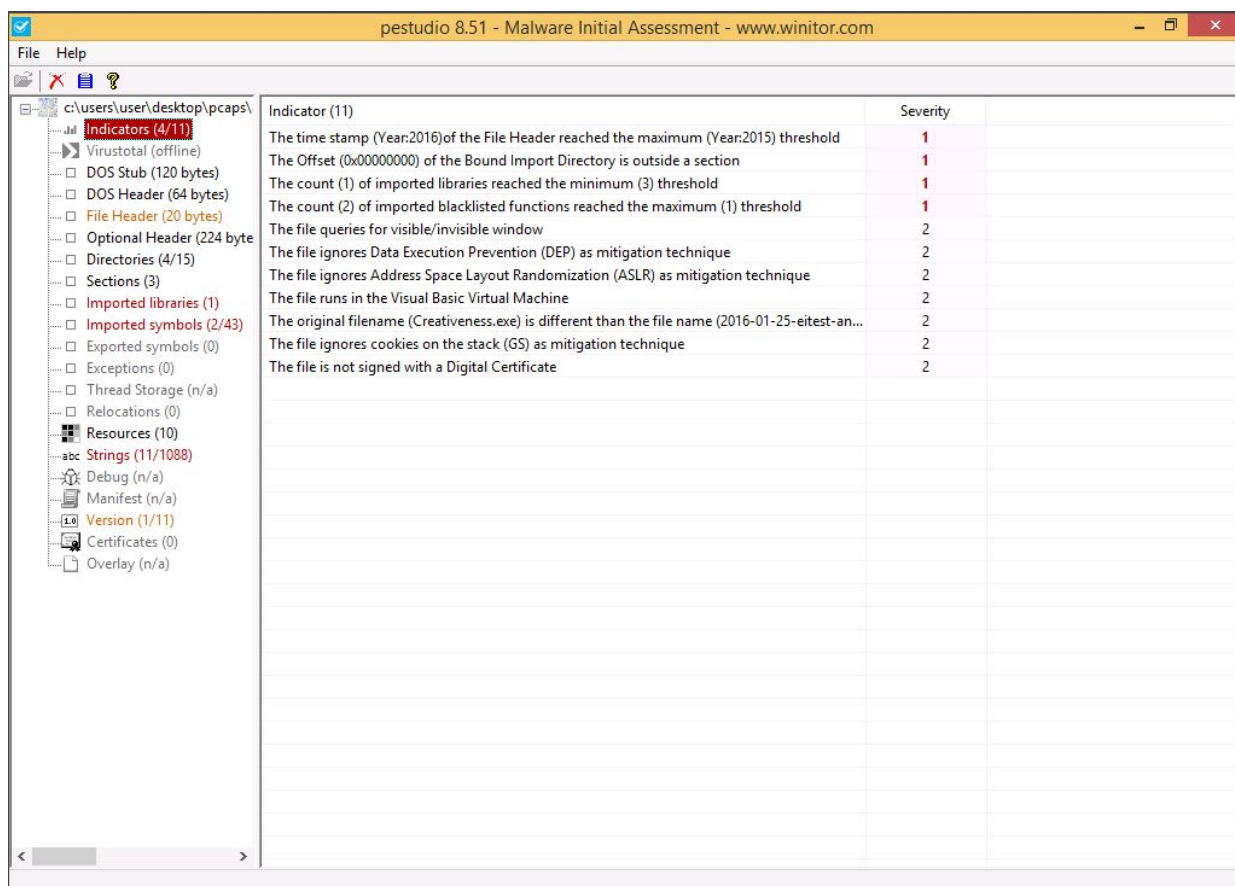 pestudio 8.51 - Malware Initial Assessment - www.winitor.com
File Help
c:\users\user\desktop\pcaps\
Indicators (4/11)
Virustotal (offline)
DOS Stub (120 bytes)
DOS Header (64 bytes)
File Header (20 bytes)
Optional Header (224 byte
Directories (4/15)
Sections (3)
Imported libraries (1)
Imported symbols (2/43)
Exported symbols (0)
Exceptions (0)
Thread Storage (n/a)
Relocations (0)
Resources (10)
abc Strings (11/1088)
Debug (n/a)
Manifest (n/a)
1.0 Version (1/11)
Certificates (0)
Overlay (n/a)
Indicator (11) Severity
The time stamp (Year:2016)of the File Header reached the maximum (Year:2015) threshold 1
The Offset (0x00000000) of the Bound Import Directory is outside a section 1
The count (1) of imported libraries reached the minimum (3) threshold 1
The count (2) of imported blacklisted functions reached the maximum (1) threshold 1
The file queries for visible/invisible window 2
The file ignores Data Execution Prevention (DEP) as mitigation technique 2
The file ignores Address Space Layout Randomization (ASLR) as mitigation technique 2
The file runs in the Visual Basic Virtual Machine 2
The original filename (Creativeness.exe) is different than the file name (2016-01-25-eitest-an... 2
The file ignores cookies on the stack (GS) as mitigation technique 2
The file is not signed with a Digital Certificate 2